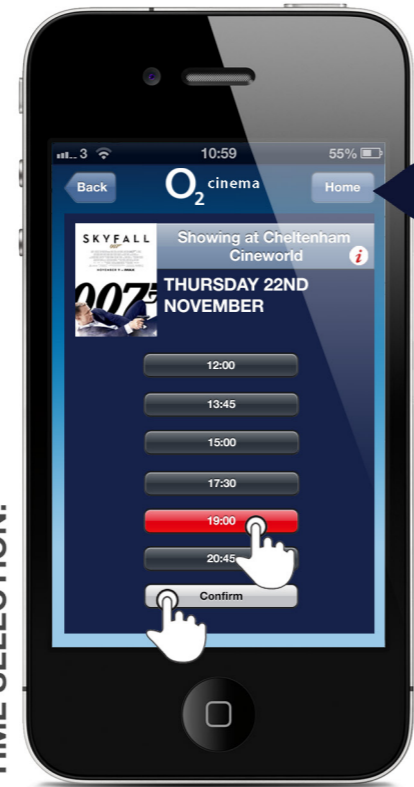 3
10:59
55%
Back
O2 cinema
Home
SKYFALL
007
Showing at Cheltenham
Cineworld
i
THURSDAY 22ND
NOVEMBER
12:00
13:45
15:00
17:30
19:00
20:45
Confirm
TIME SELECTION: